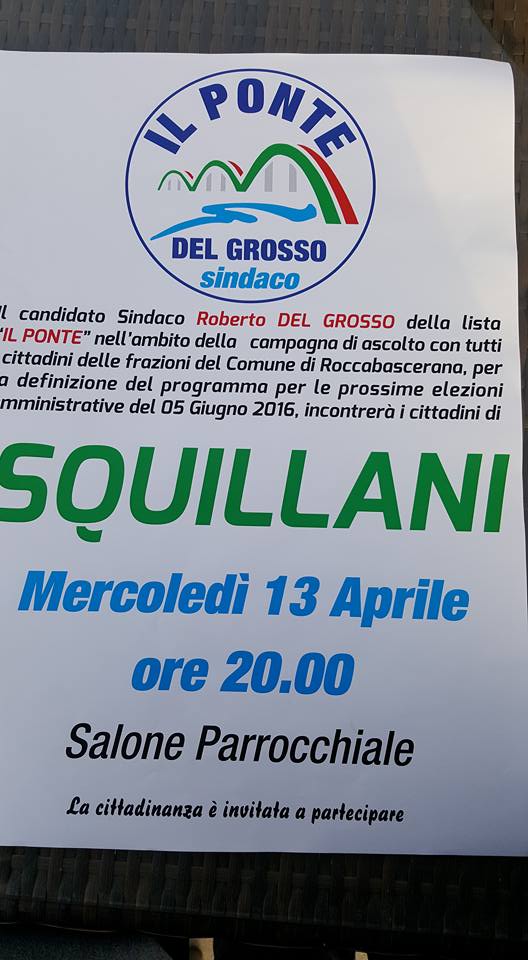 IL PONTE
DEL GROSSO
sindaco
l candidato Sindaco Roberto DEL GROSSO della lista
"IL PONTE" nell'ambito della campagna di ascolto con tutti
cittadini delle frazioni del Comune di Roccabascerana, per
a definizione del programma per le prossime elezioni
mministrative del 05 Giugno 2016, incontrerà i cittadini di
SQUILLANI
Mercoledì 13 Aprile
ore 20.00
Salone Parrocchiale
La cittadinanza è invitata a partecipare